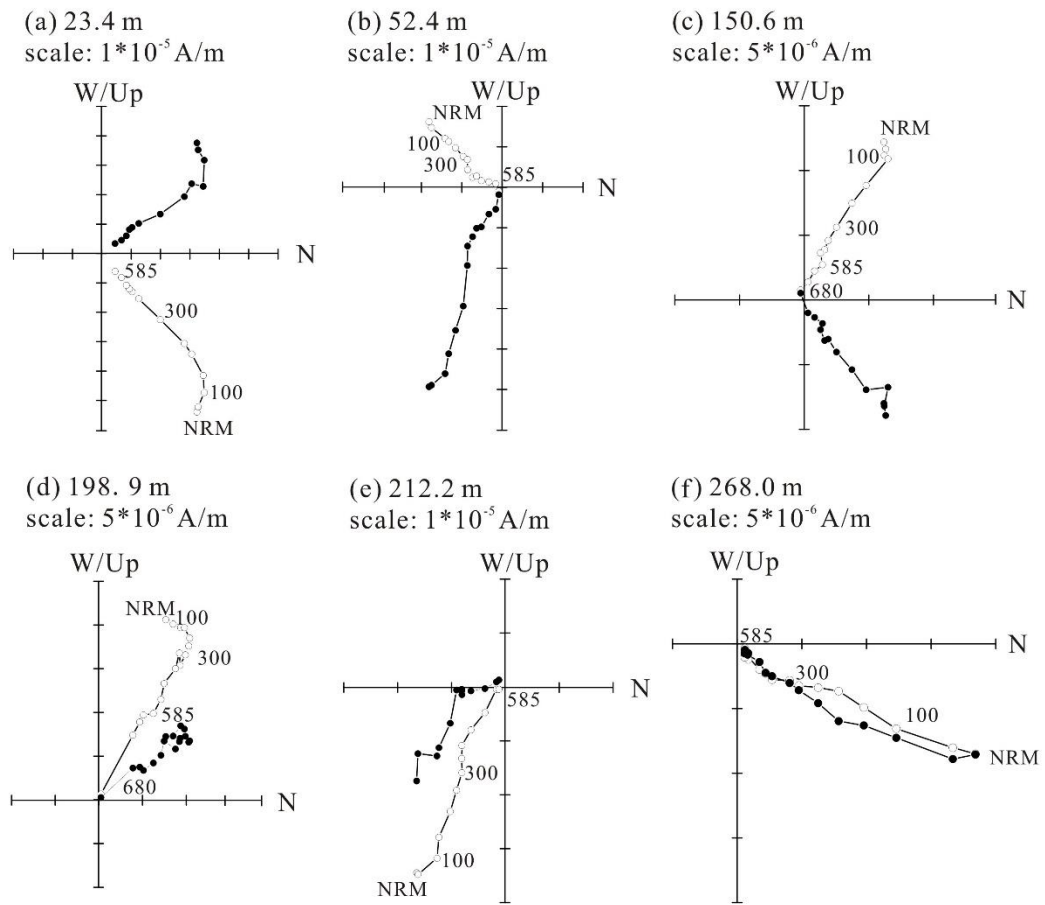 (a) 23.4 m
scale: 1*10⁻⁵ A/m
W/Up
N
585
300
100
NRM
(b) 52.4 m
scale: 1*10⁻⁵ A/m
W/Up
NRM
100
300
585
N
(c) 150.6 m
scale: 5*10⁻⁶ A/m
W/Up
NRM
100
300
585
680
N
(d) 198. 9 m
scale: 5*10⁻⁶ A/m
W/Up
NRM
100
300
585
680
N
(e) 212.2 m
scale: 1*10⁻⁵ A/m
W/Up
N
585
300
100
NRM
(f) 268.0 m
scale: 5*10⁻⁶ A/m
W/Up
585
N
300
100
NRM